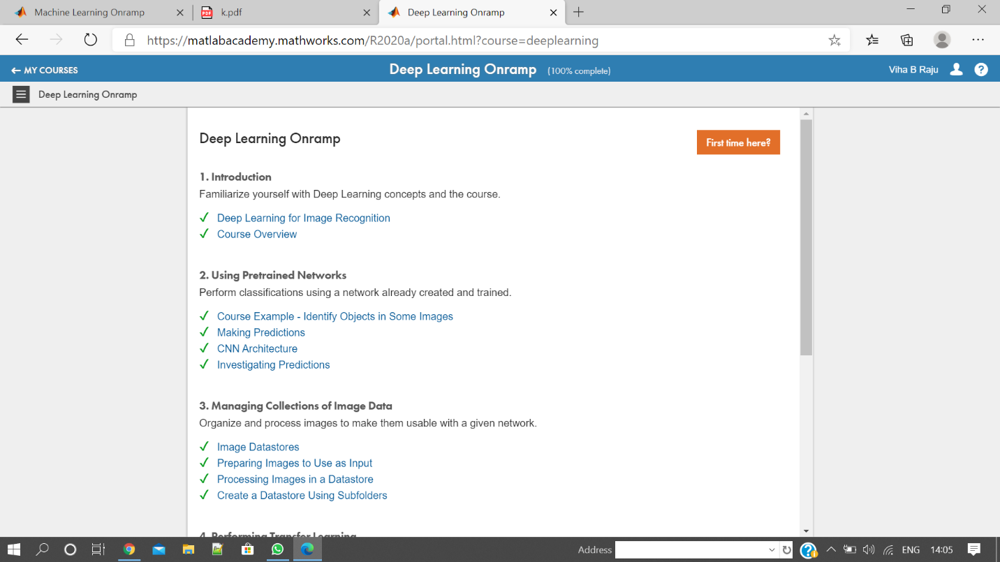 Machine Learning Onramp
PDF k.pdf
Deep Learning Onramp
https://matlabacademy.mathworks.com/R2020a/portal.html?course=deeplearning
MY COURSES
Deep Learning Onramp (100% complete)
Viha B Raju
?
Deep Learning Onramp
Deep Learning Onramp
First time here?
1. Introduction
Familiarize yourself with Deep Learning concepts and the course.
Deep Learning for Image Recognition
Course Overview
2. Using Pretrained Networks
Perform classifications using a network already created and trained.
Course Example - Identify Objects in Some Images
Making Predictions
CNN Architecture
Investigating Predictions
3. Managing Collections of Image Data
Organize and process images to make them usable with a given network.
Image Datastores
Preparing Images to Use as Input
Processing Images in a Datastore
Create a Datastore Using Subfolders
4. Performing Transfer Learning
Address
ENG
14:05